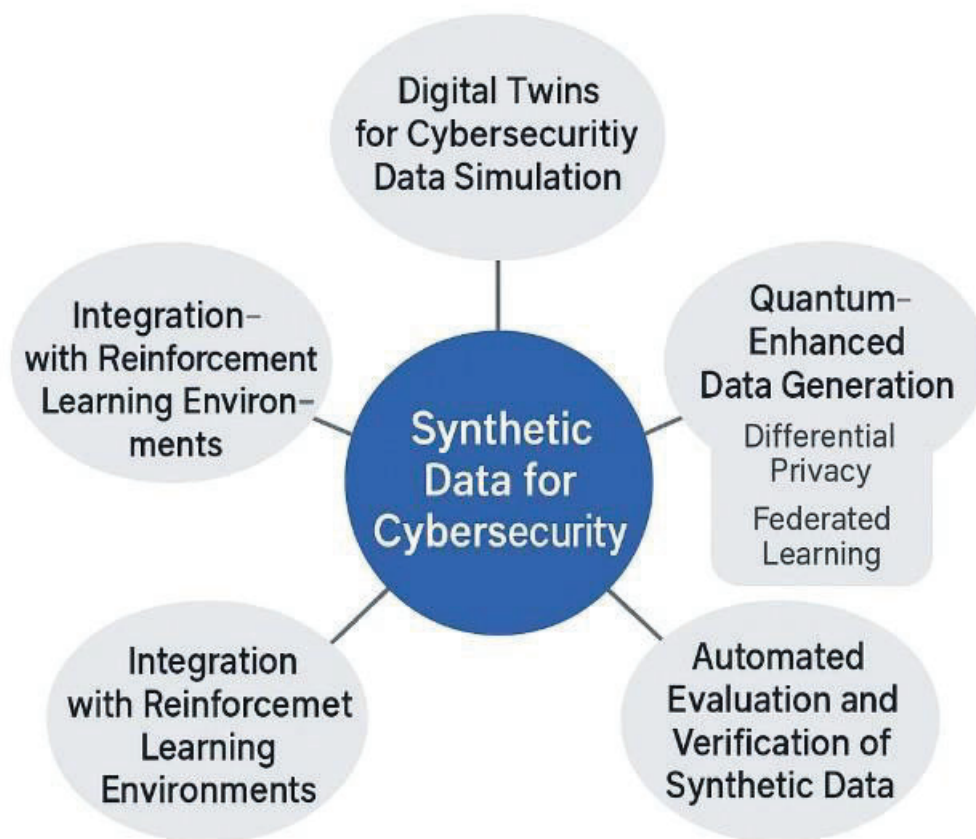 Digital Twins
for Cybersecuritiy
Data Simulation
Integration–
with Reinforcement
Learning Environ–
ments
Quantum–
Enhanced
Data Generation
Differential
Privacy
Federated
Learning
Synthetic
Data for
Cybersecurity
Integration
with Reinforcemet
Learning
Environments
Automated
Evaluation and
Verification of
Synthetic Data